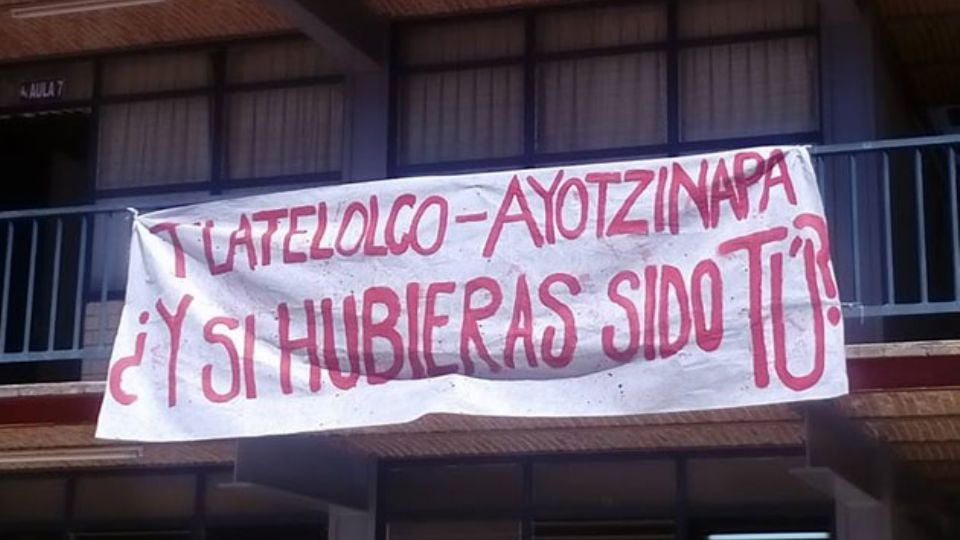 AULA 7
TLATELOLCO-AYOTZINAPA
¿Y SI HUBIERAS SIDO TÚ?